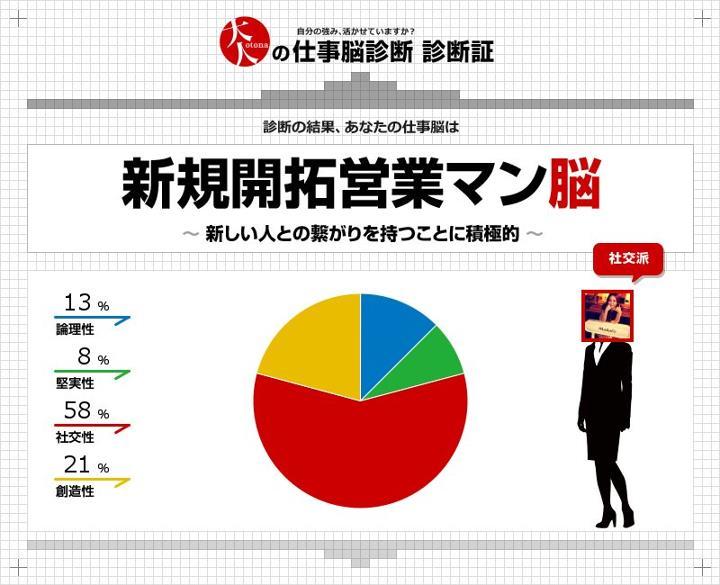 自分の強み、活かせていますか？
大人 otona の仕事脳診断 診断証
診断の結果、あなたの仕事脳は
新規開拓営業マン脳
～ 新しい人との繋がりを持つことに積極的 ～
社交派
13 %
論理性
8 %
堅実性
58 %
社交性
21 %
創造性